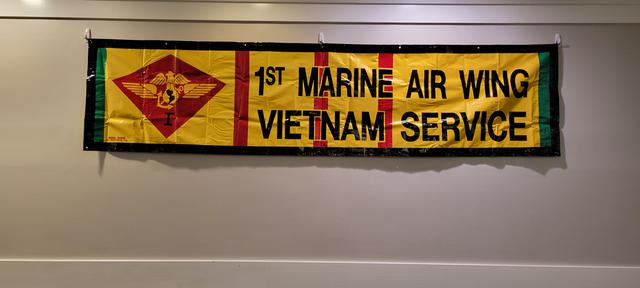 1ST MARINE AIR WING
VIETNAM SERVICE
I